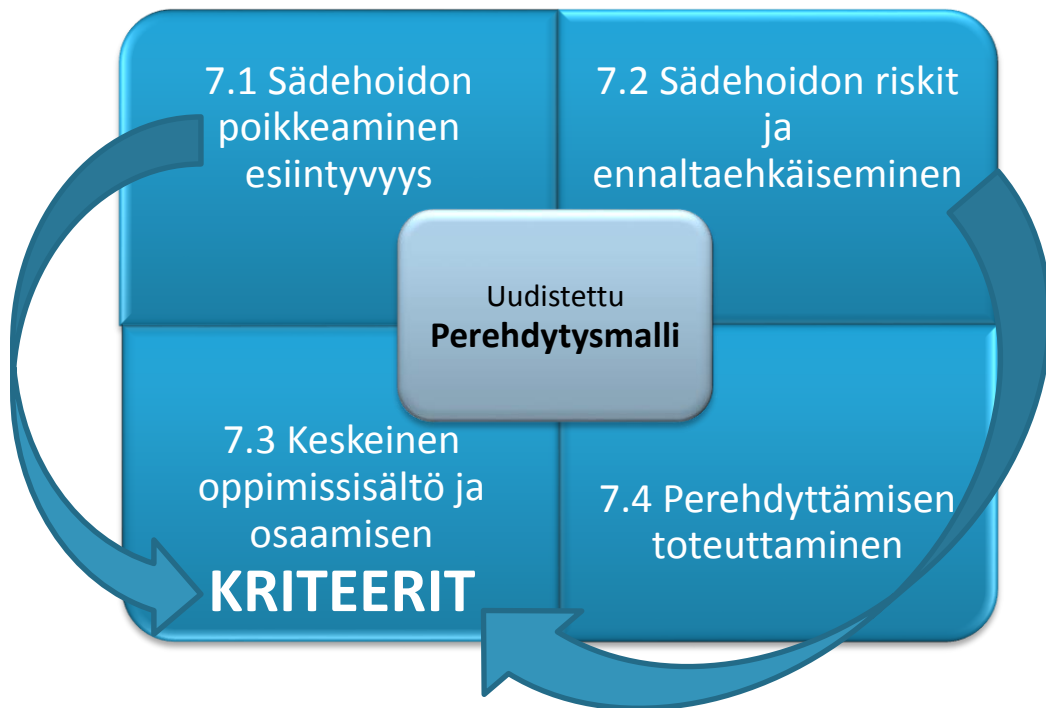 7.1 Sädehoidon
poikkeaminen
esiintyvyys
7.2 Sädehoidon riskit
ja
ennaltaehkäiseminen
Uudistettu
Perehdytysmalli
7.3 Keskeinen
oppimissisältö ja
osaamisen
KRITEERIT
7.4 Perehdyttämisen
toteuttaminen